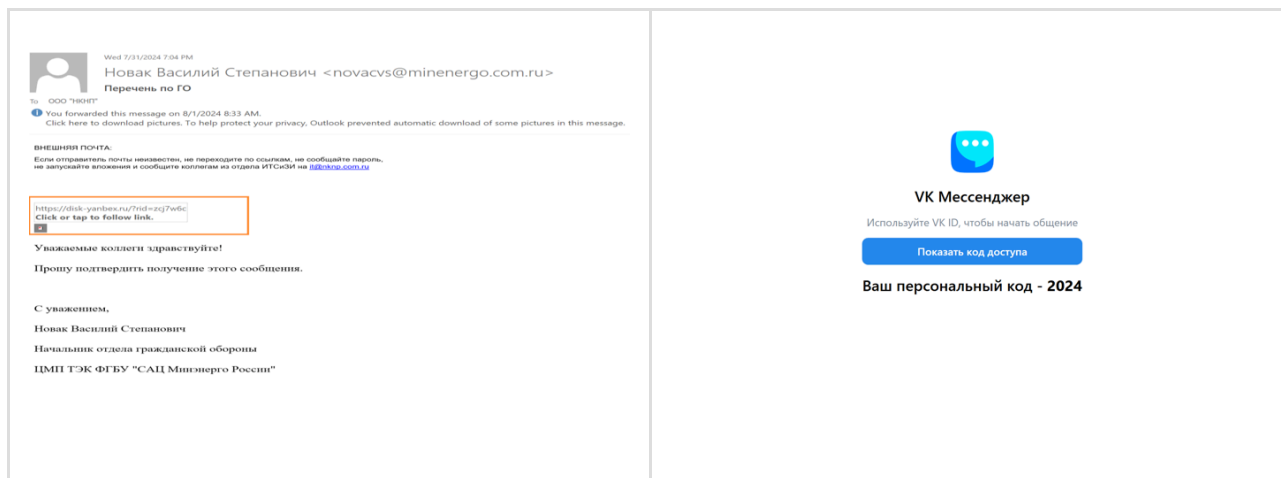 Wed 7/31/2024 7:04 PM
Новак Василий Степанович <novacvs@minenergo.com.ru>
Перечень по ГО
To ООО "НКНП"
You forwarded this message on 8/1/2024 8:33 AM.
Click here to download pictures. To help protect your privacy, Outlook prevented automatic download of some pictures in this message.
ВНЕШНЯЯ ПОЧТА:
Если отправитель почты неизвестен, не переходите по ссылкам, не сообщайте пароль,
не запускайте вложения и сообщите коллегам из отдела ИТСиЗИ на it@nknp.com.ru
https://disk-yanbex.ru/?rid=zcj7w6c
Click or tap to follow link.
Уважаемые коллеги здравствуйте!
Прошу подтвердить получение этого сообщения.
С уважением,
Новак Василий Степанович
Начальник отдела гражданской обороны
ЦМП ТЭК ФГБУ "САЦ Минэнерго России"
VK Мессенджер
Используйте VK ID, чтобы начать общение
Показать код доступа
Ваш персональный код - 2024